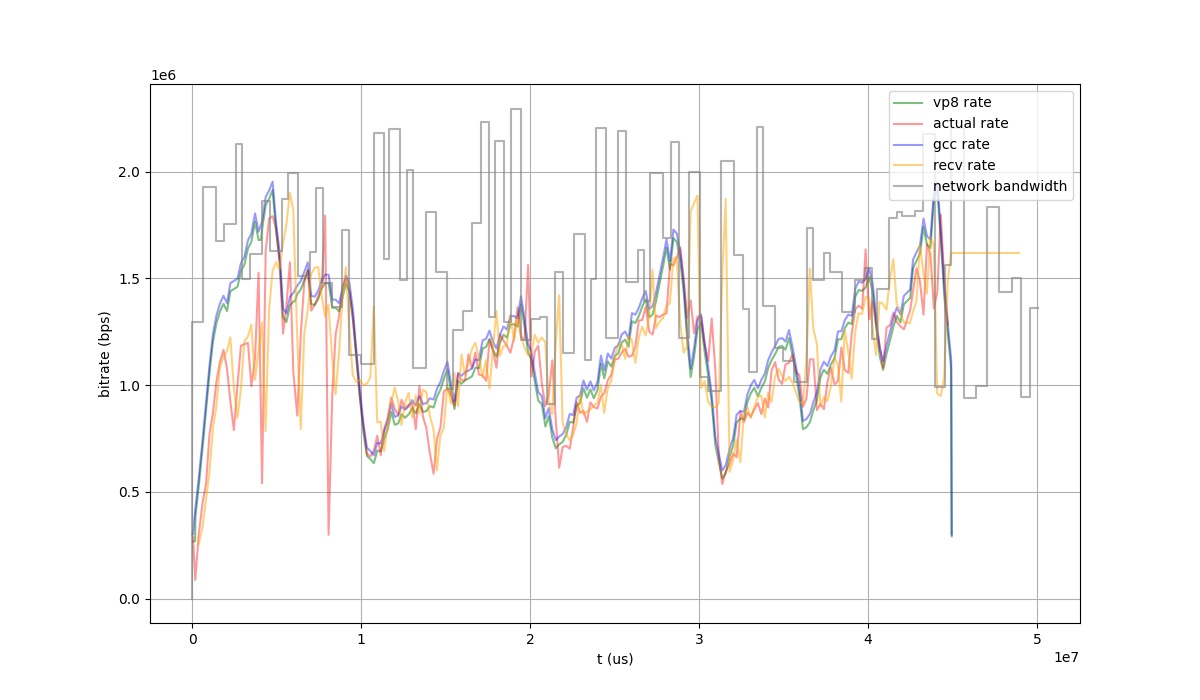 1e6
vp8 rate
actual rate
gcc rate
recv rate
network bandwidth
2.0
1.5
1.0
0.5
0.0
bitrate (bps)
0 1 2 3 4 5
t (us)
1e7